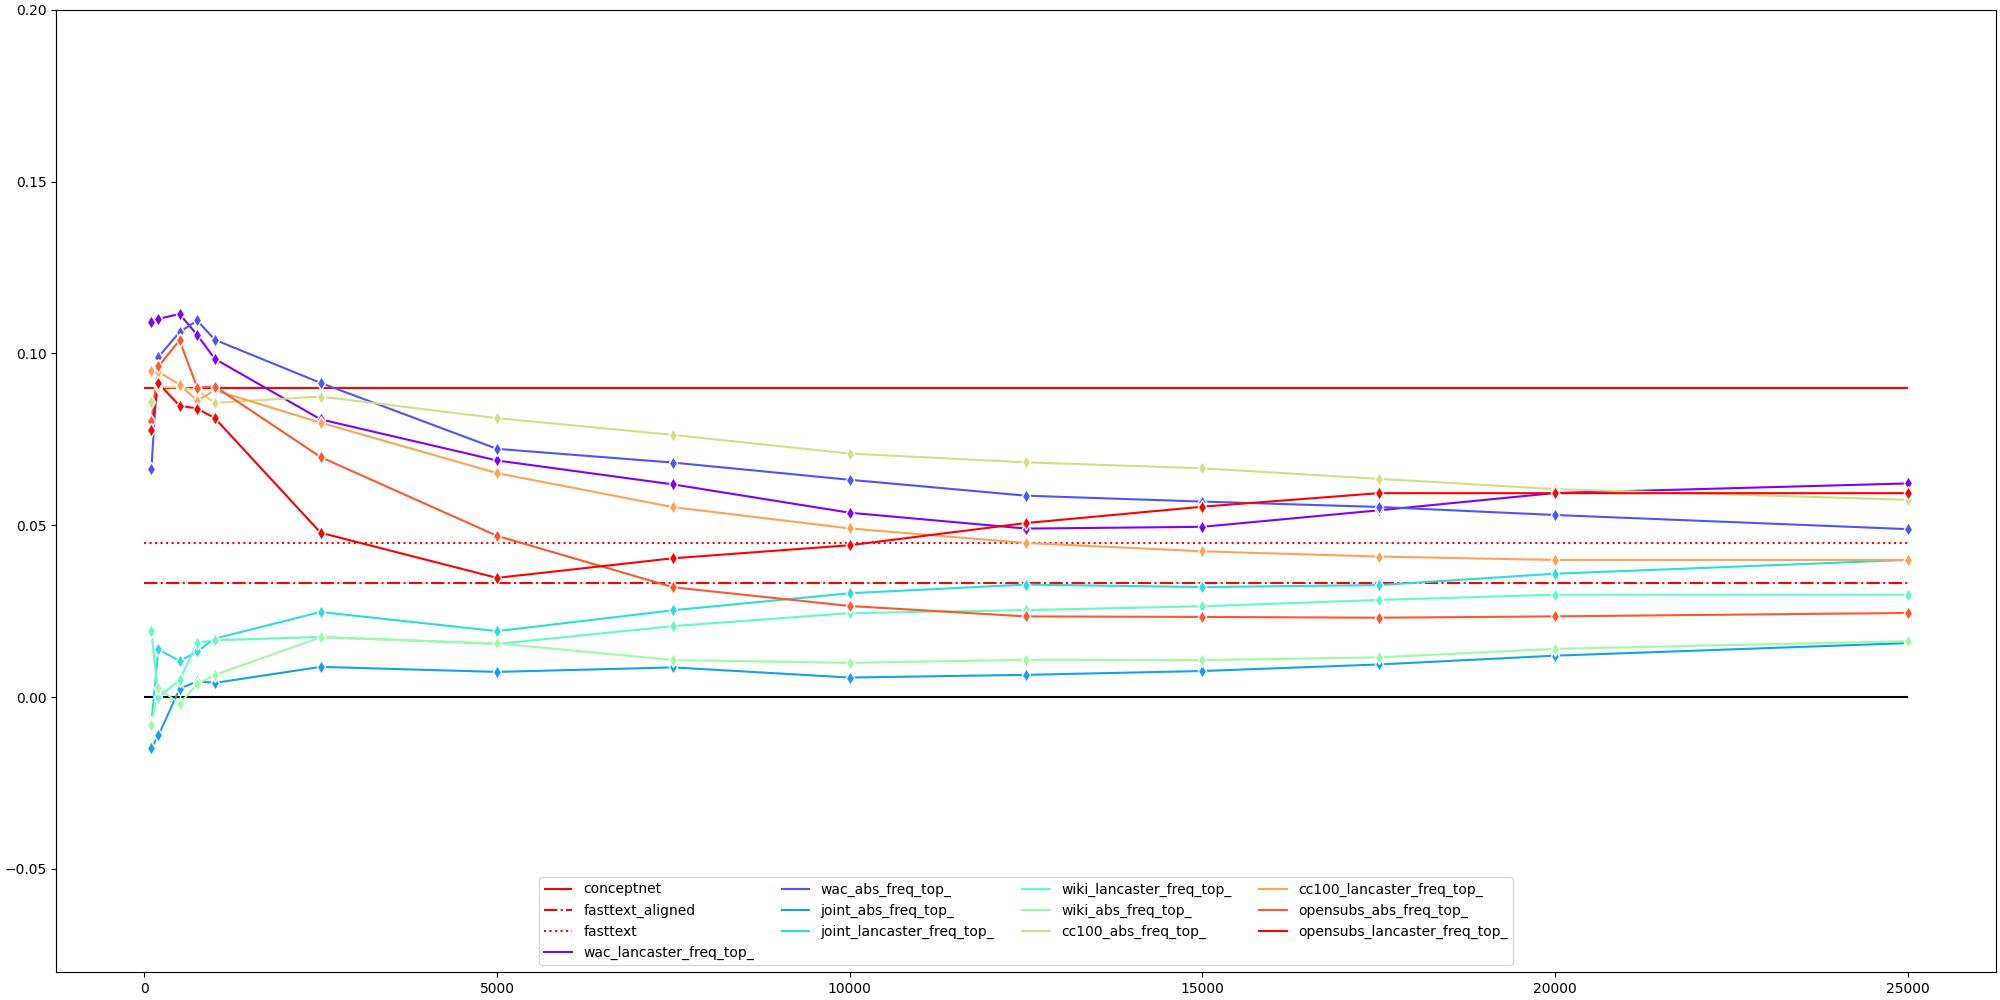 0.20
0.15
0.10
0.05
0.00
−0.05
conceptnet
fasttext_aligned
fasttext
wac_lancaster_freq_top_
wac_abs_freq_top_
joint_abs_freq_top_
joint_lancaster_freq_top_
wiki_lancaster_freq_top_
wiki_abs_freq_top_
cc100_abs_freq_top_
cc100_lancaster_freq_top_
opensubs_abs_freq_top_
opensubs_lancaster_freq_top_
0 5000 10000 15000 20000 25000